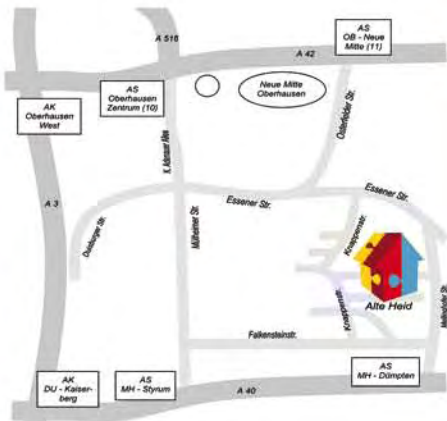 A 516
A 42
AS
OB - Neue
Mitte (11)
AS
Oberhausen
Zentrum (10)
Neue Mitte
Oberhausen
AK
Oberhausen
West
K. Adenauer Allee
Osterfelder Str.
A 3
Duisburger Str.
Mülheimer Str.
Essener Str.
Essener Str.
Knappenstr.
Alte Heid
Knappenstr.
Falkensteinstr.
AK
DU - Kaiser-
berg
AS
MH - Styrum
A 40
AS
MH - Dümpten